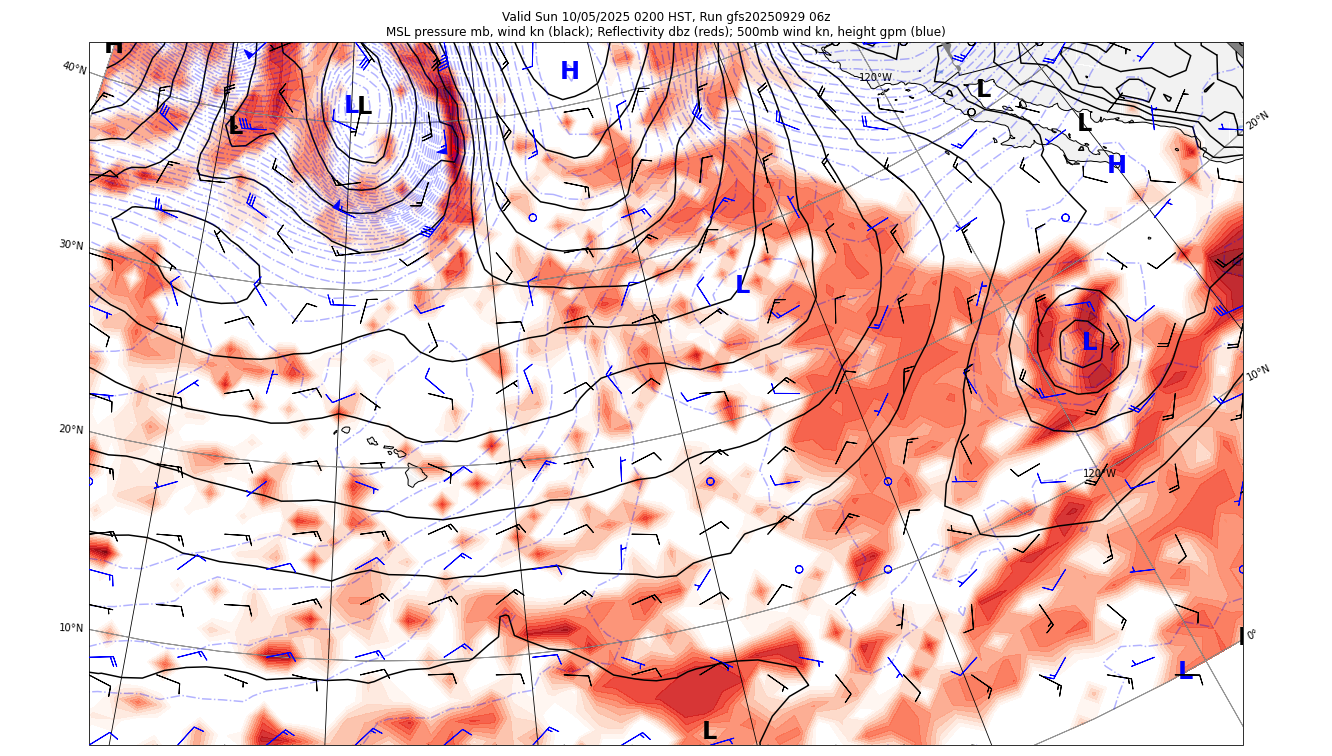 Valid Sun 10/05/2025 0200 HST, Run gfs20250929 06z
MSL pressure mb, wind kn (black); Reflectivity dbz (reds); 500mb wind kn, height gpm (blue)
H
40°N
H
120°W
L
L L
L
L
20°N
H
30°N
L
L
10°N
20°N
120°W
10°N
0°
L
L